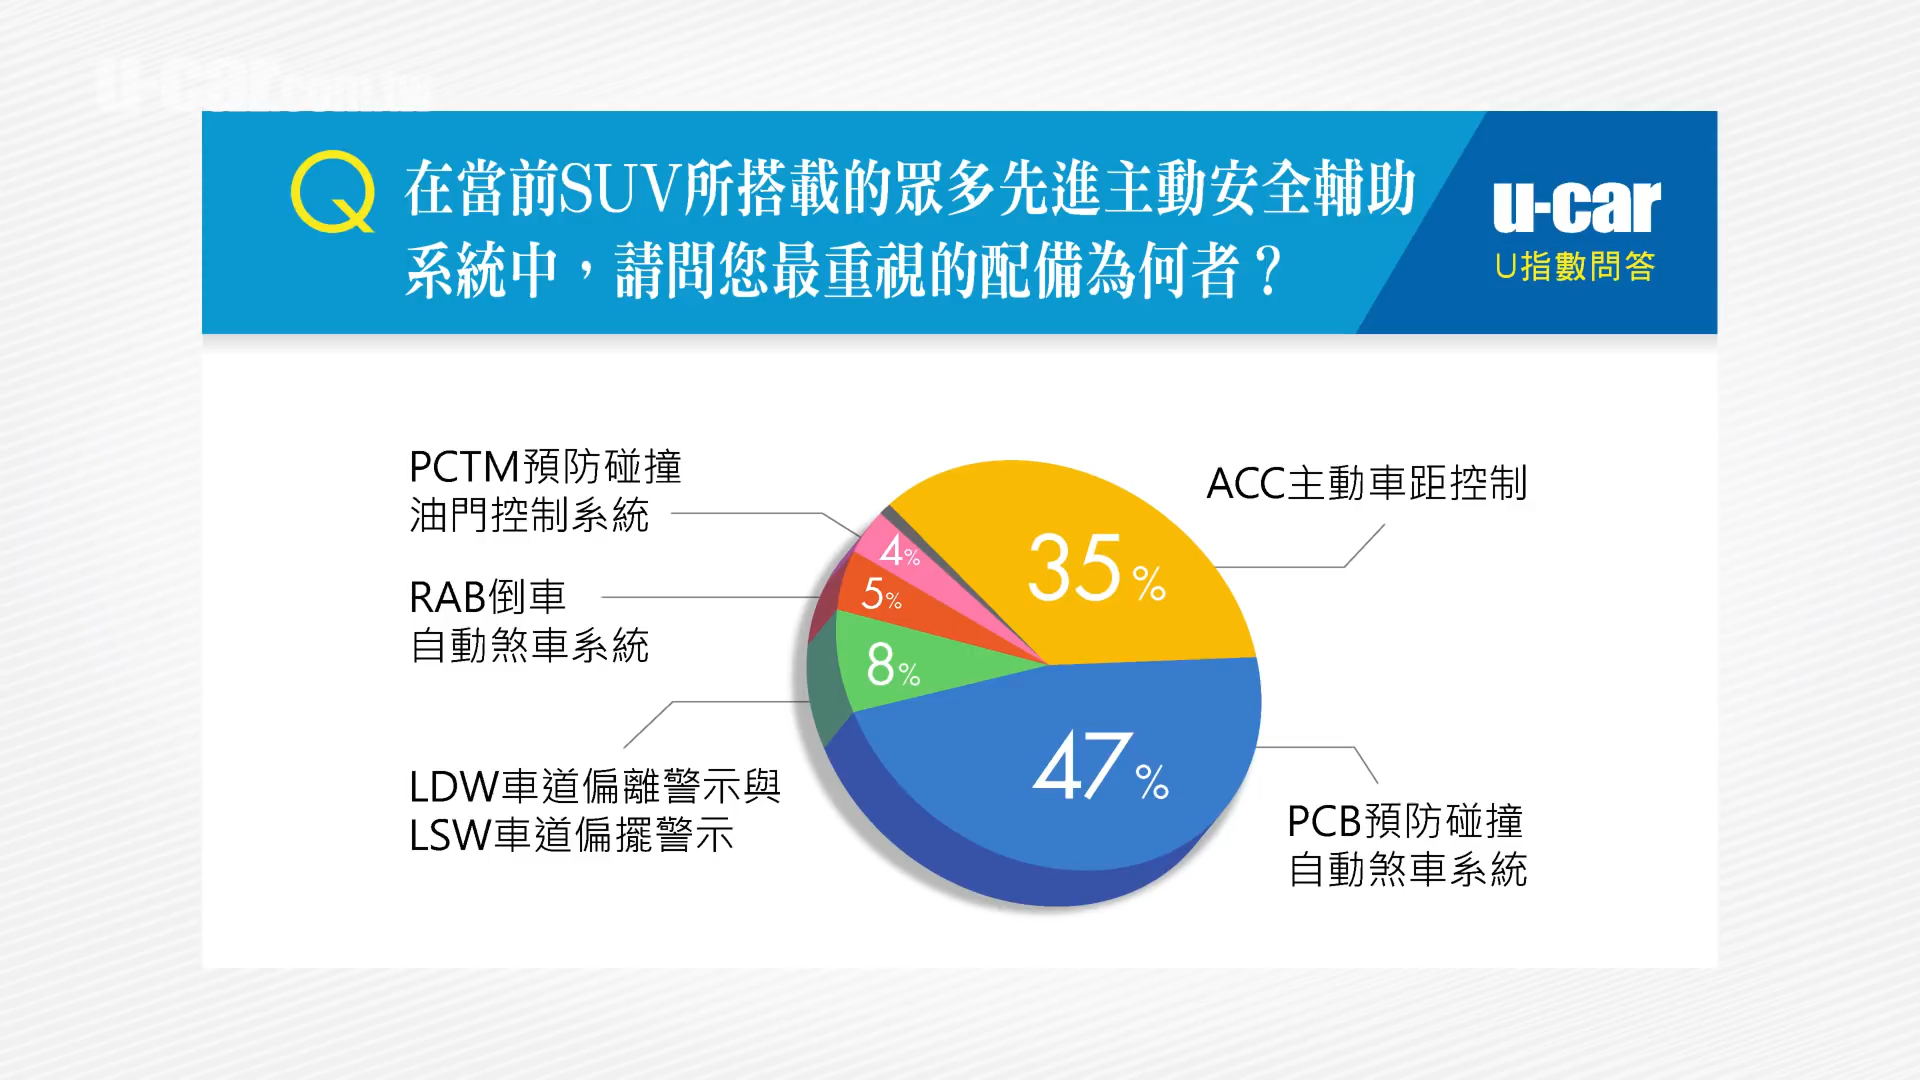 u-car.com.tw
Q 在當前SUV所搭載的眾多先進主動安全輔助
系統中，請問您最重視的配備為何者？
u-car
U指數問答
PCTM預防碰撞
油門控制系統
ACC主動車距控制
35%
4%
5%
RAB倒車
自動煞車系統
8%
47%
LDW車道偏離警示與
LSW車道偏擺警示
PCB預防碰撞
自動煞車系統